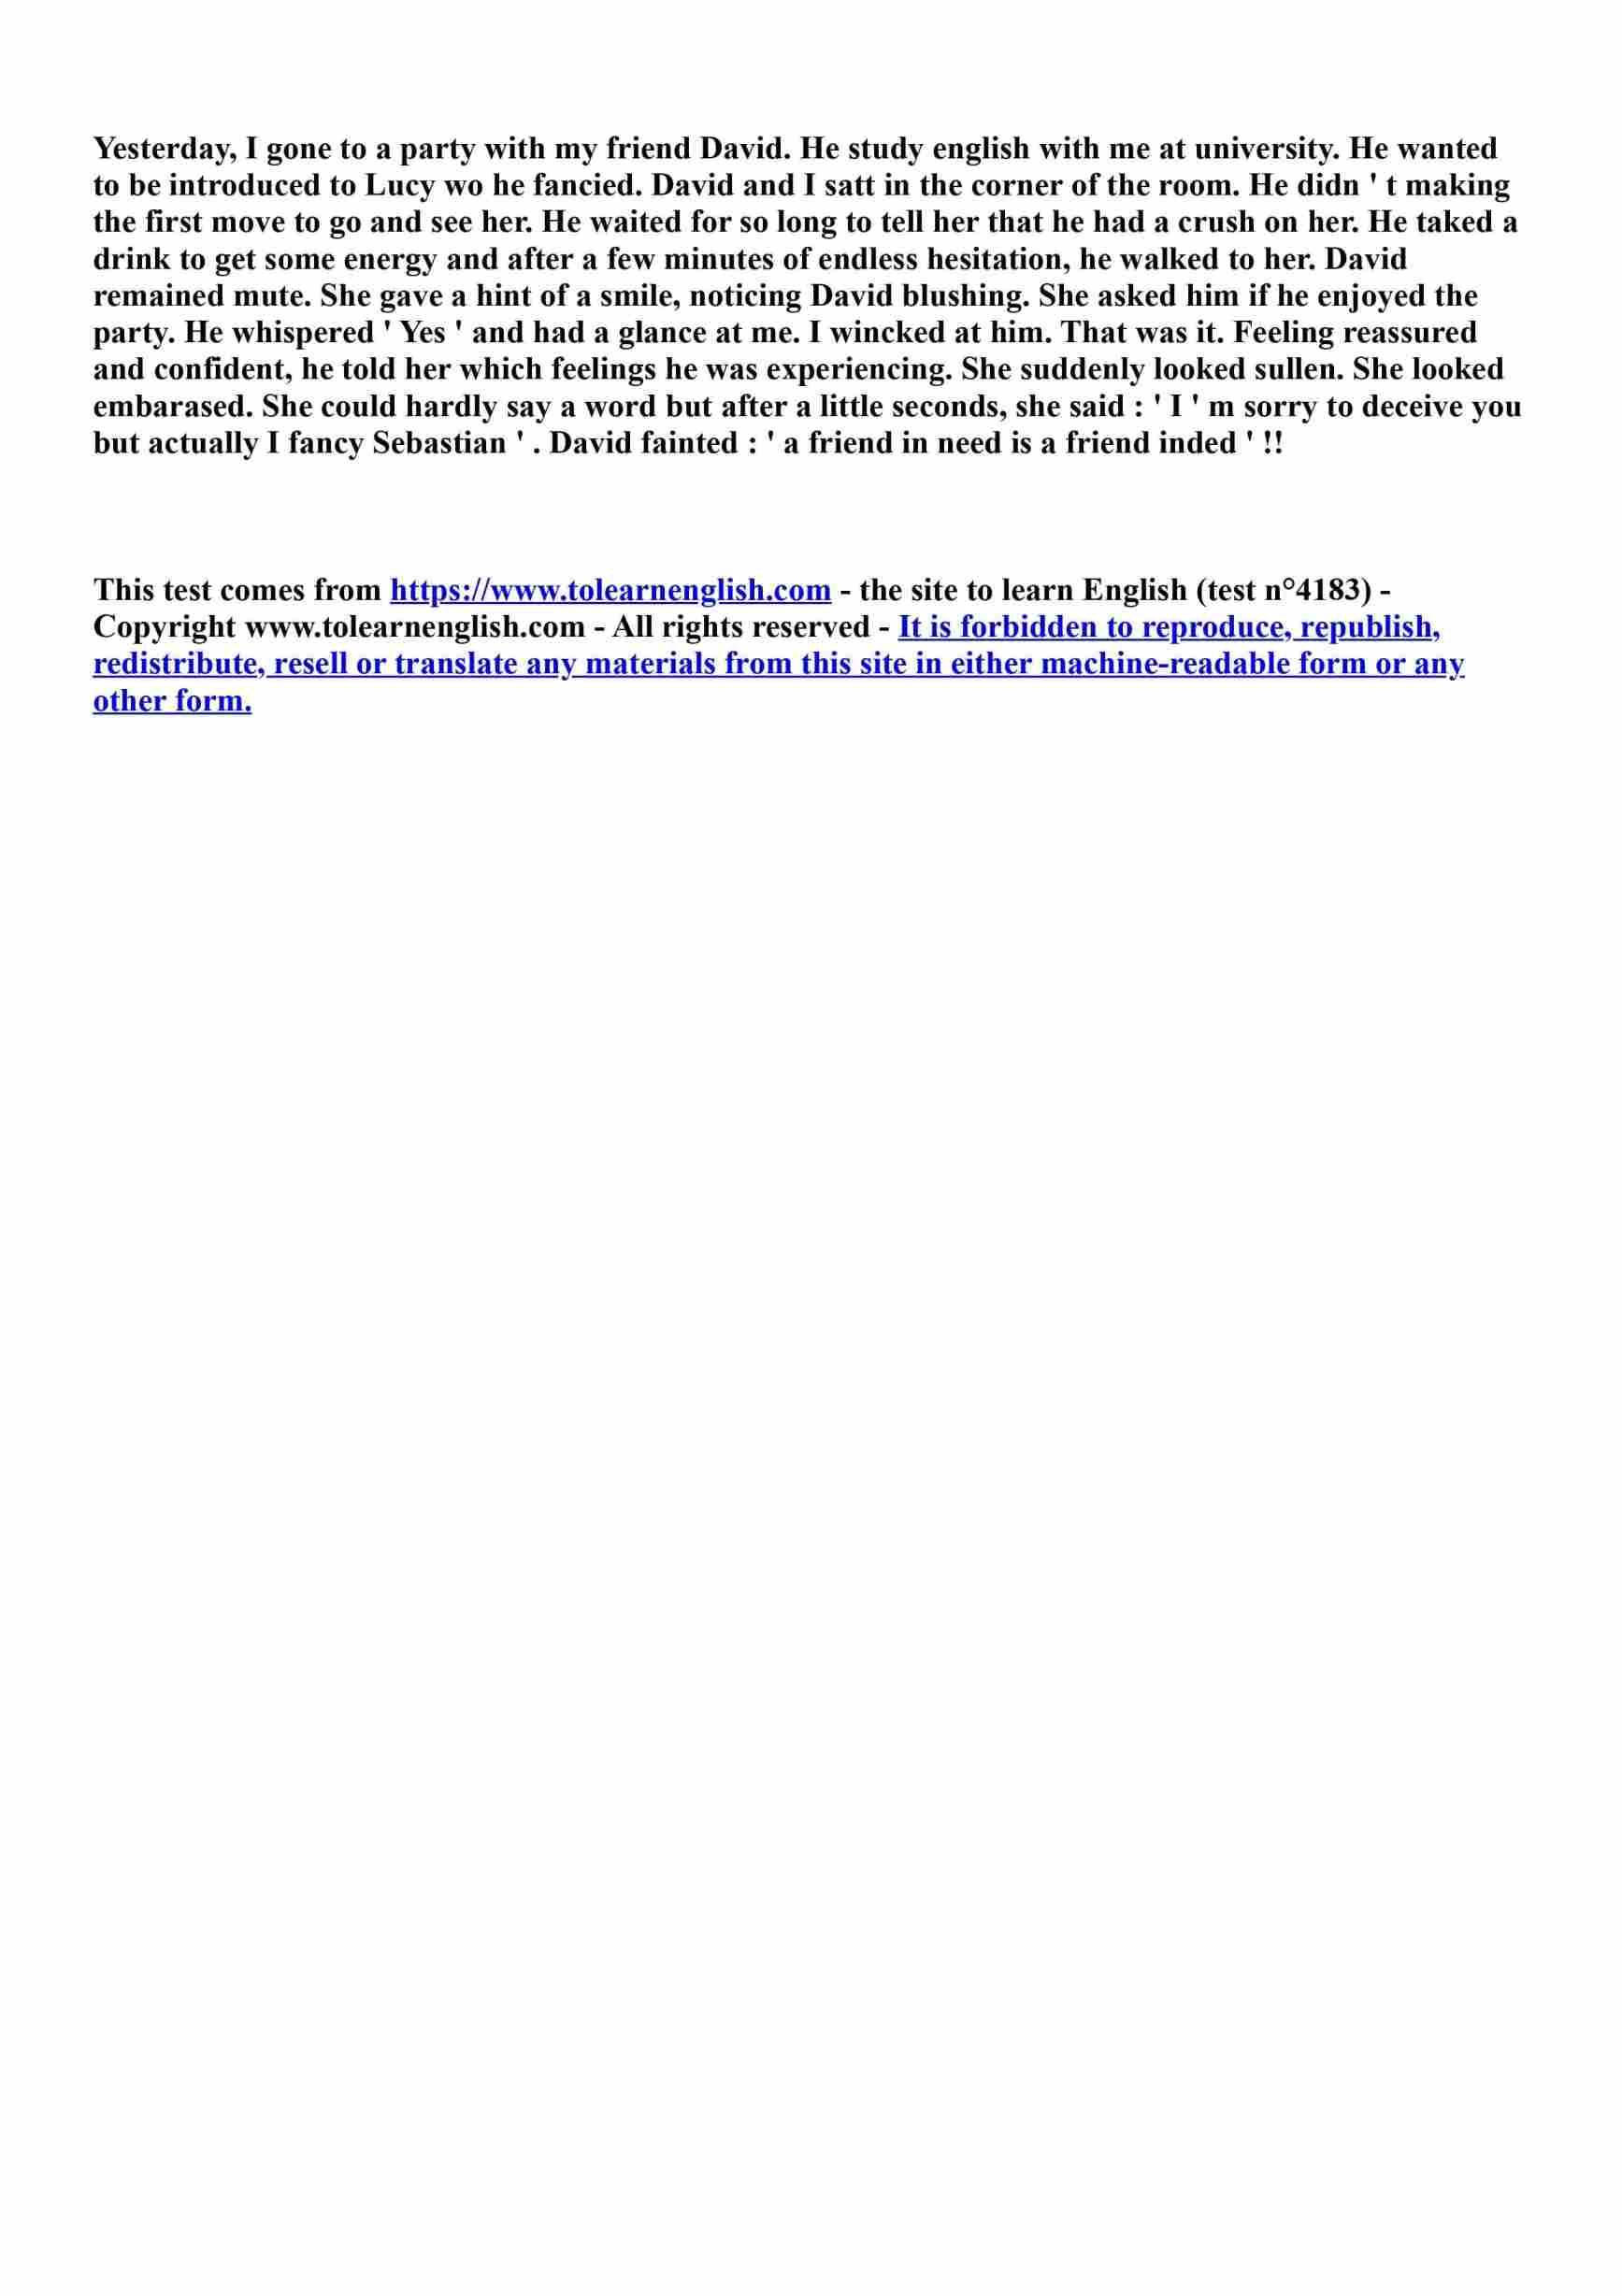 Yesterday, I gone to a party with my friend David. He study english with me at university. He wanted
to be introduced to Lucy wo he fancied. David and I satt in the corner of the room. He didn ' t making
the first move to go and see her. He waited for so long to tell her that he had a crush on her. He taked a
drink to get some energy and after a few minutes of endless hesitation, he walked to her. David
remained mute. She gave a hint of a smile, noticing David blushing. She asked him if he enjoyed the
party. He whispered ' Yes ' and had a glance at me. I wincked at him. That was it. Feeling reassured
and confident, he told her which feelings he was experiencing. She suddenly looked sullen. She looked
embarased. She could hardly say a word but after a little seconds, she said : ' I ' m sorry to deceive you
but actually I fancy Sebastian ' . David fainted : ' a friend in need is a friend inded ' !!
This test comes from https://www.tolearnenglish.com - the site to learn English (test n°4183) -
Copyright www.tolearnenglish.com - All rights reserved - It is forbidden to reproduce, republish,
redistribute, resell or translate any materials from this site in either machine-readable form or any
other form.